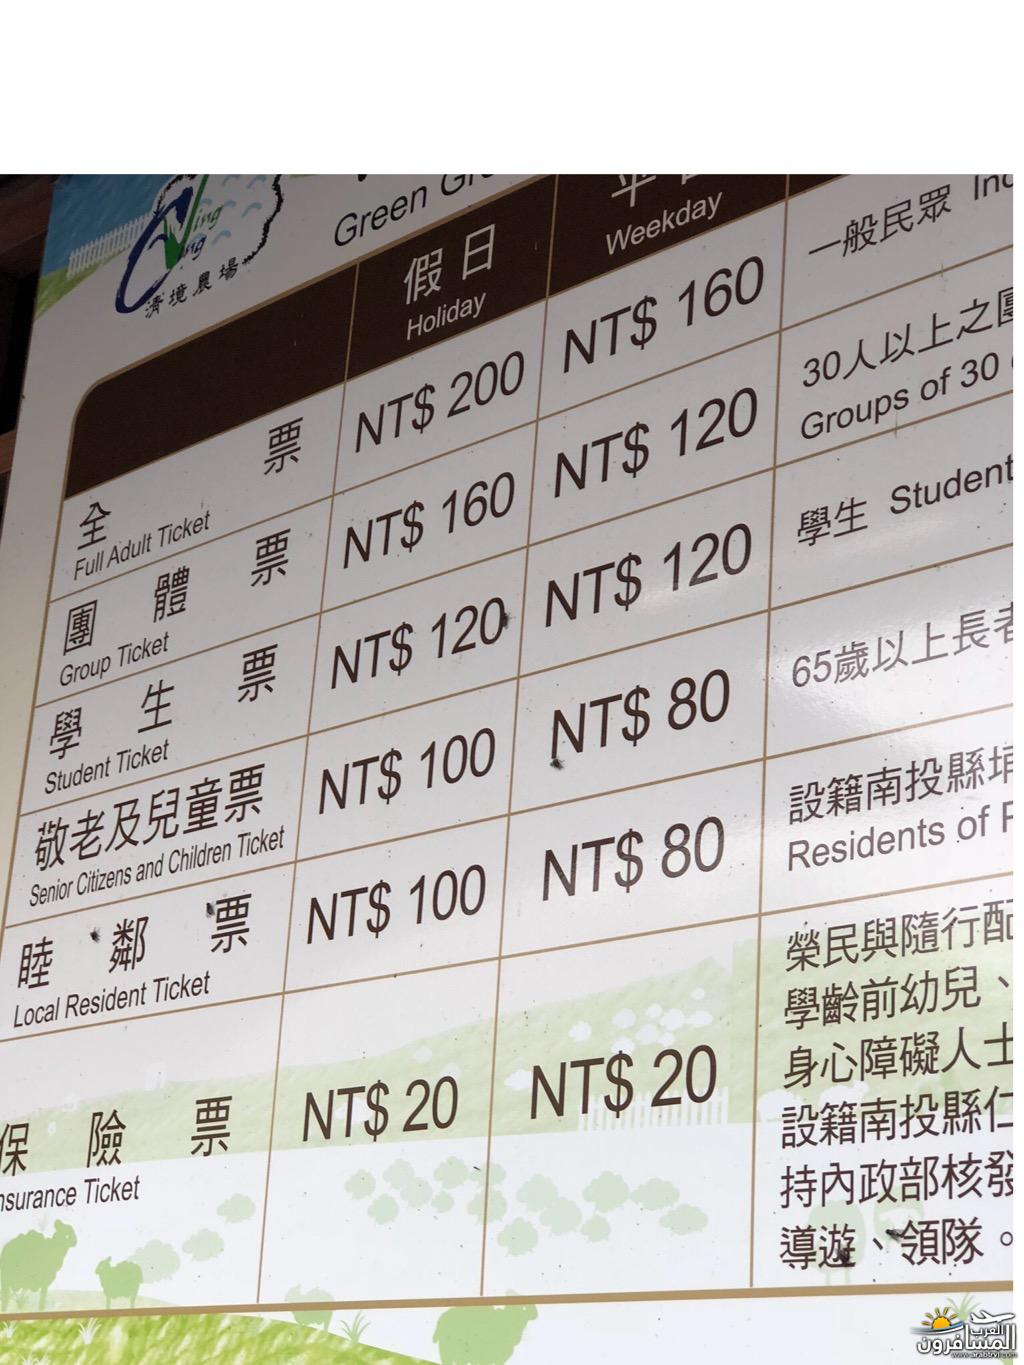 清境農場
Green
假日
Holiday
Weekday
全票
Full Adult Ticket
NT$ 200
NT$ 160
一般民眾
團體票
Group Ticket
NT$ 160
NT$ 120
30人以上之團
Groups of 30
學生票
Student Ticket
NT$ 120
NT$ 120
學生 Student
敬老及兒童票
Senior Citizens and Children Ticket
NT$ 100
NT$ 80
65歲以上長者
睦鄰票
Local Resident Ticket
NT$ 100
NT$ 80
設籍南投縣埔
Residents of
保險票
nsurance Ticket
NT$ 20
NT$ 20
榮民與隨行配
學齡前幼兒、
身心障礙人士
設籍南投縣仁
持內政部核發
導遊、領隊。
العرب
المسافرون
www.arabtvl.com